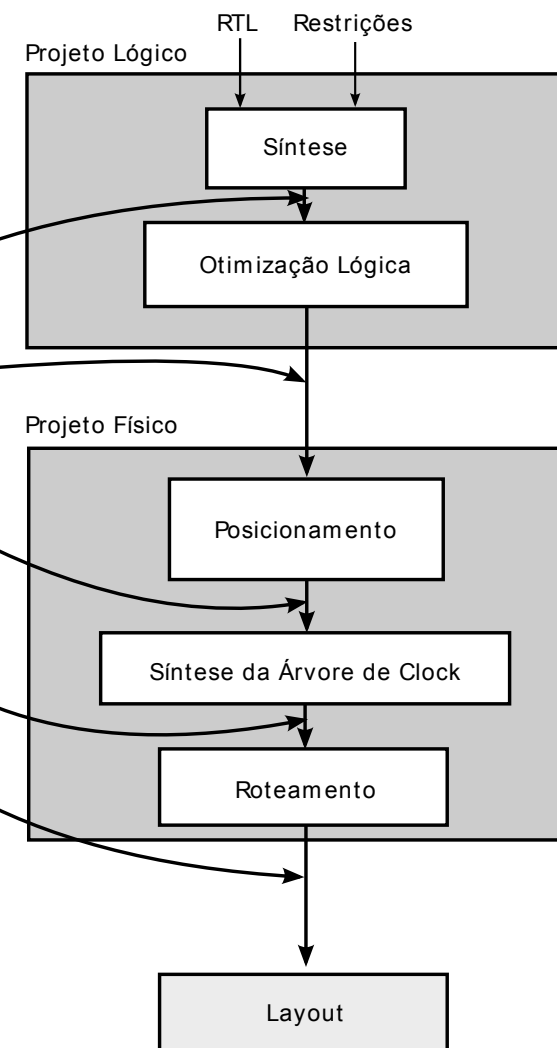 RTL Restrições
Projeto Lógico
Síntese
Otimização Lógica
Projeto Físico
Posicionamento
Síntese da Árvore de Clock
Roteamento
Layout